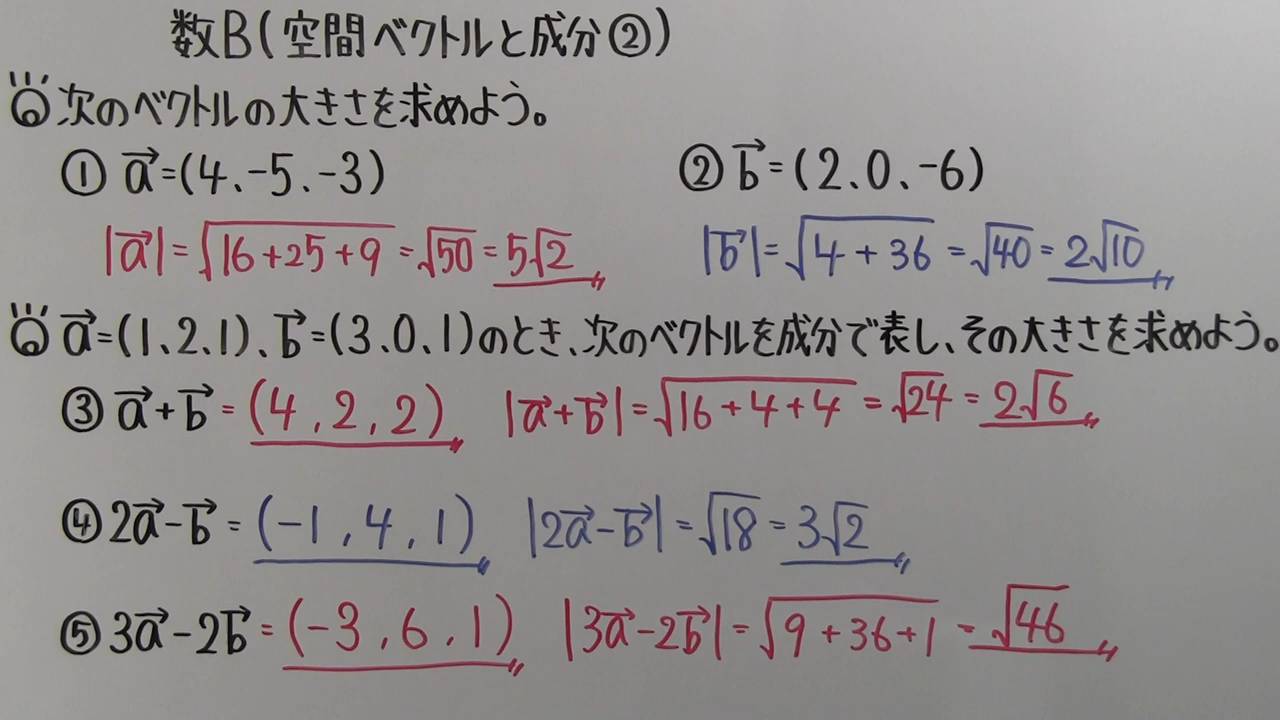 数B(空間ベクトルと成分②)
次のベクトルの大きさを求めよう。
① a⃗=(4、-5、-3) ② b⃗=(2、0、-6)
|a⃗|=√(16+25+9)=√50=5√2 |b⃗|=√(4+36)=√40=2√10
a⃗=(1、2、1)、b⃗=(3、0、1)のとき、次のベクトルを成分で表し、その大きさを求めよう。
③ a⃗+b⃗=(4,2,2) |a⃗+b⃗|=√(16+4+4)=√24=2√6
④ 2a⃗-b⃗=(-1,4,1) |2a⃗-b⃗|=√18=3√2
⑤ 3a⃗-2b⃗=(-3,6,1) |3a⃗-2b⃗|=√(9+36+1)=√46